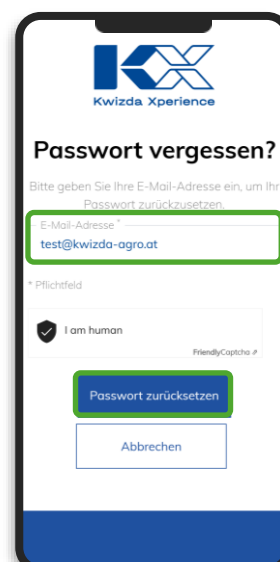 KX
Kwizda Xperience
Passwort vergessen?
Bitte geben Sie Ihre E-Mail-Adresse ein, um Ihr
Passwort zurückzusetzen.
E-Mail-Adresse *
test@kwizda-agro.at
* Pflichtfeld
I am human
FriendlyCaptcha ⇗
Passwort zurücksetzen
Abbrechen